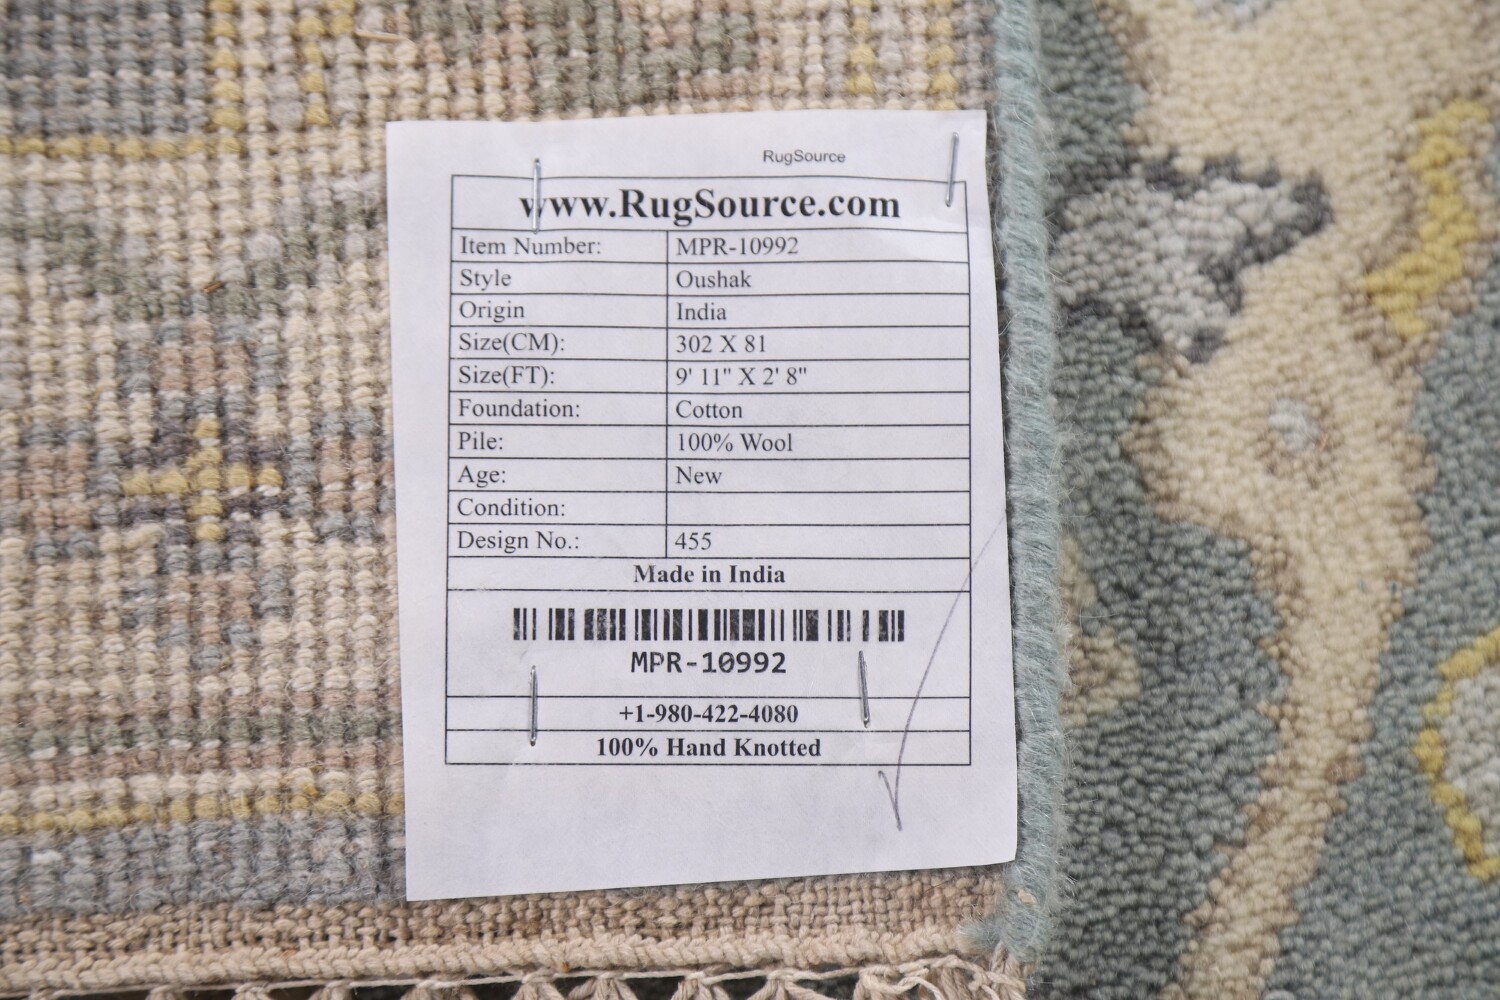 RugSource
www.RugSource.com
Item Number: MPR-10992
Style Oushak
Origin India
Size(CM): 302 X 81
Size(FT): 9' 11" X 2' 8"
Foundation: Cotton
Pile: 100% Wool
Age: New
Condition:
Design No.: 455
Made in India
MPR-10992
+1-980-422-4080
100% Hand Knotted